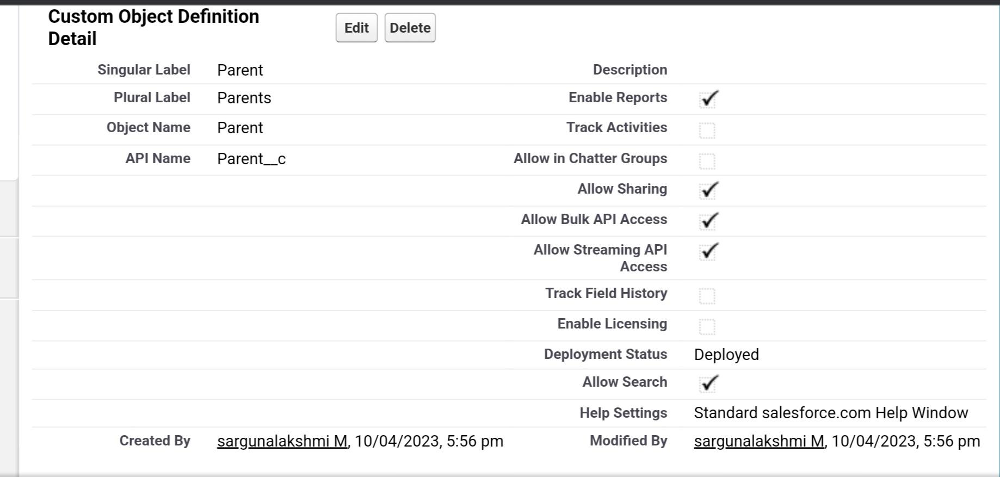 Custom Object Definition
Detail
Edit
Delete
Singular Label Parent Description
Plural Label Parents Enable Reports
Object Name Parent Track Activities
API Name Parent__c Allow in Chatter Groups
Allow Sharing
Allow Bulk API Access
Allow Streaming API
Access
Track Field History
Enable Licensing
Deployment Status Deployed
Allow Search
Help Settings Standard salesforce.com Help Window
Created By sargunalakshmi M, 10/04/2023, 5:56 pm Modified By sargunalakshmi M, 10/04/2023, 5:56 pm